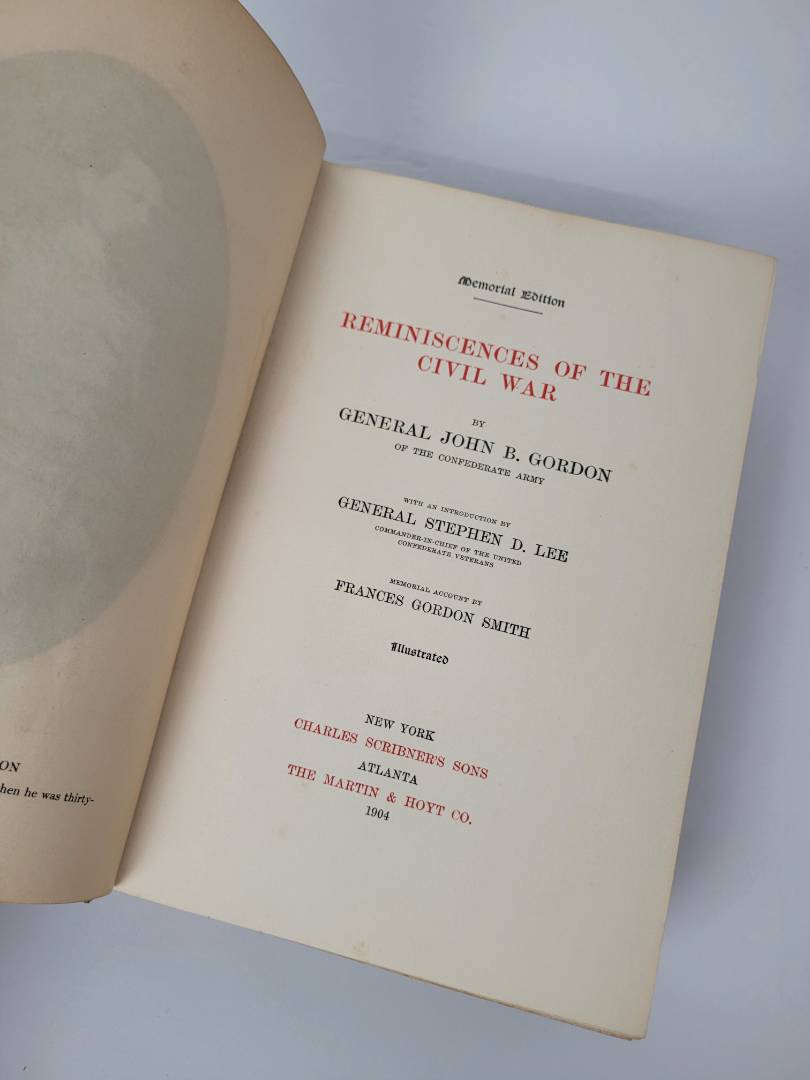 ON
hen he was thirty-
Memorial Edition
REMINISCENCES OF THE
CIVIL WAR
BY
GENERAL JOHN B. GORDON
OF THE CONFEDERATE ARMY
WITH AN INTRODUCTION BY
GENERAL STEPHEN D. LEE
COMMANDER-IN-CHIEF OF THE UNITED
CONFEDERATE VETERANS
MEMORIAL ACCOUNT BY
FRANCES GORDON SMITH
Illustrated
NEW YORK
CHARLES SCRIBNER'S SONS
ATLANTA
THE MARTIN & HOYT CO.
1904